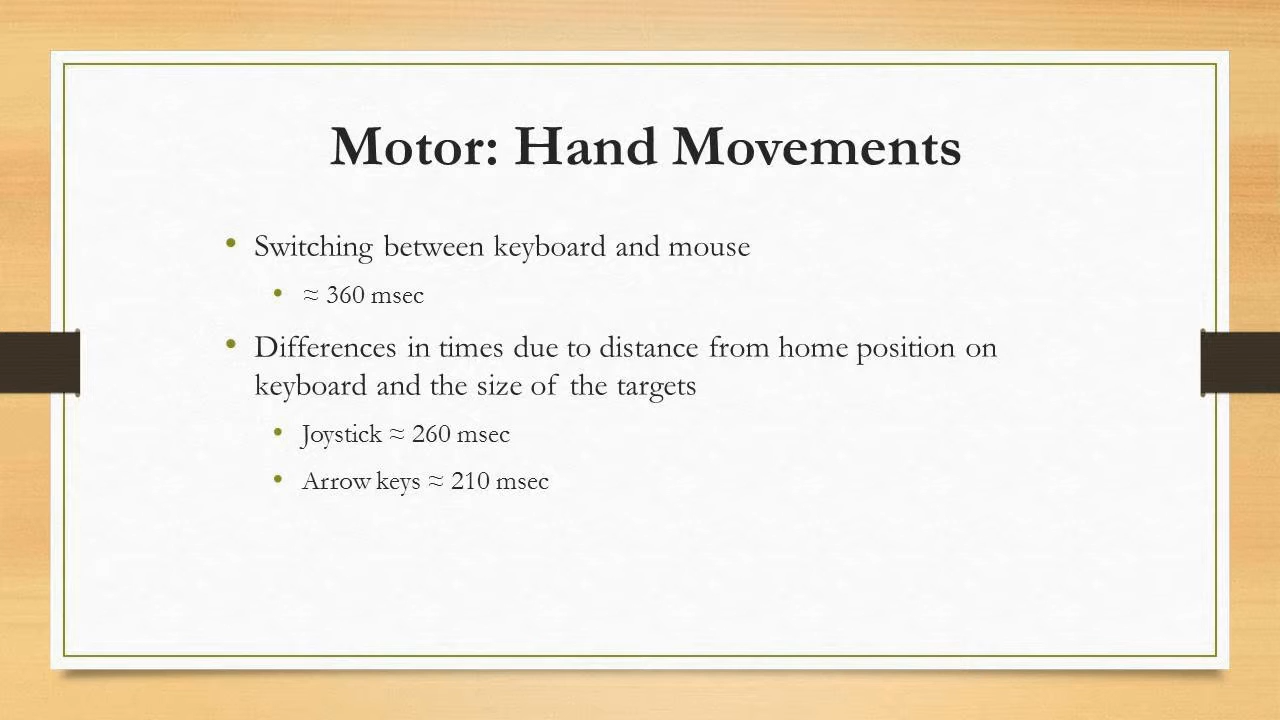 Motor: Hand Movements
• Switching between keyboard and mouse
• ≈ 360 msec
• Differences in times due to distance from home position on
keyboard and the size of the targets
• Joystick ≈ 260 msec
• Arrow keys ≈ 210 msec